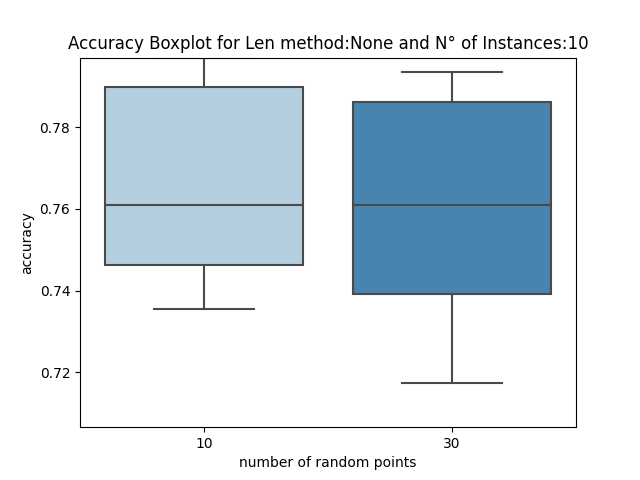 Accuracy Boxplot for Len method:None and N° of Instances:10
0.78
0.76
0.74
0.72
accuracy
10
30
number of random points